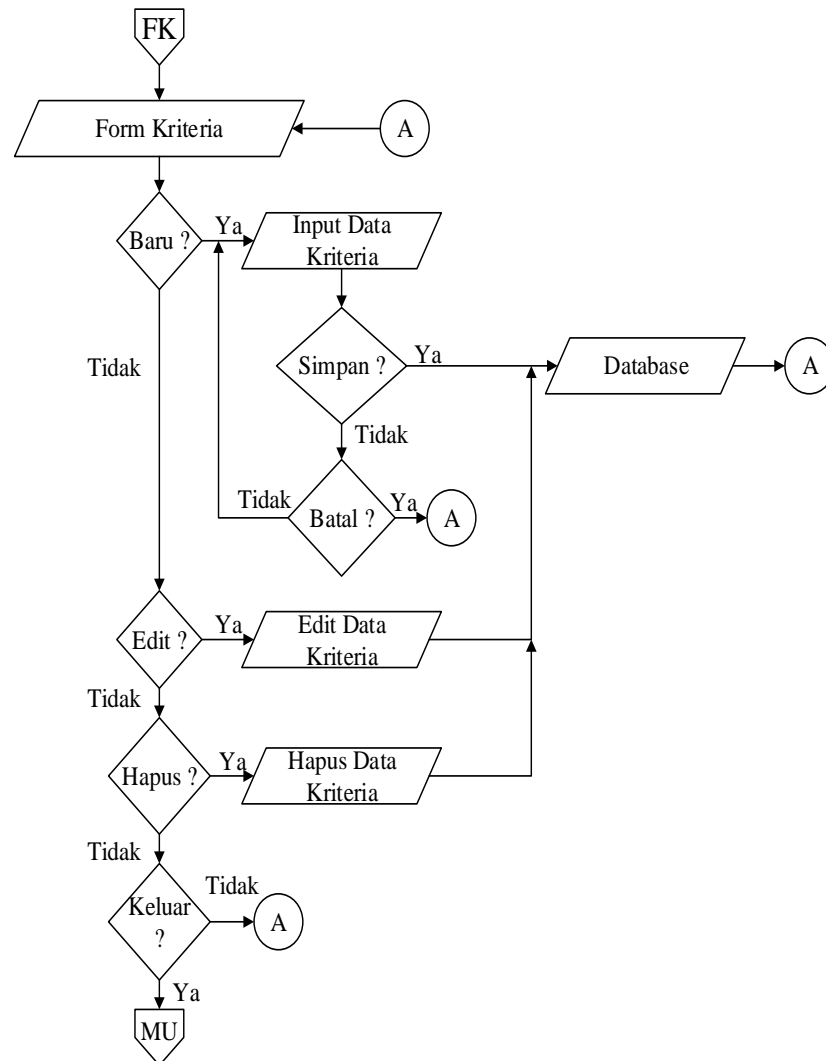 FK
Form Kriteria
A
Baru ?
Ya
Input Data
Kriteria
Tidak
Simpan ?
Ya
Database
A
Tidak
Tidak
Batal ?
Ya
A
Edit ?
Ya
Edit Data
Kriteria
Tidak
Hapus ?
Ya
Hapus Data
Kriteria
Tidak
Keluar
?
Tidak
A
Ya
MU